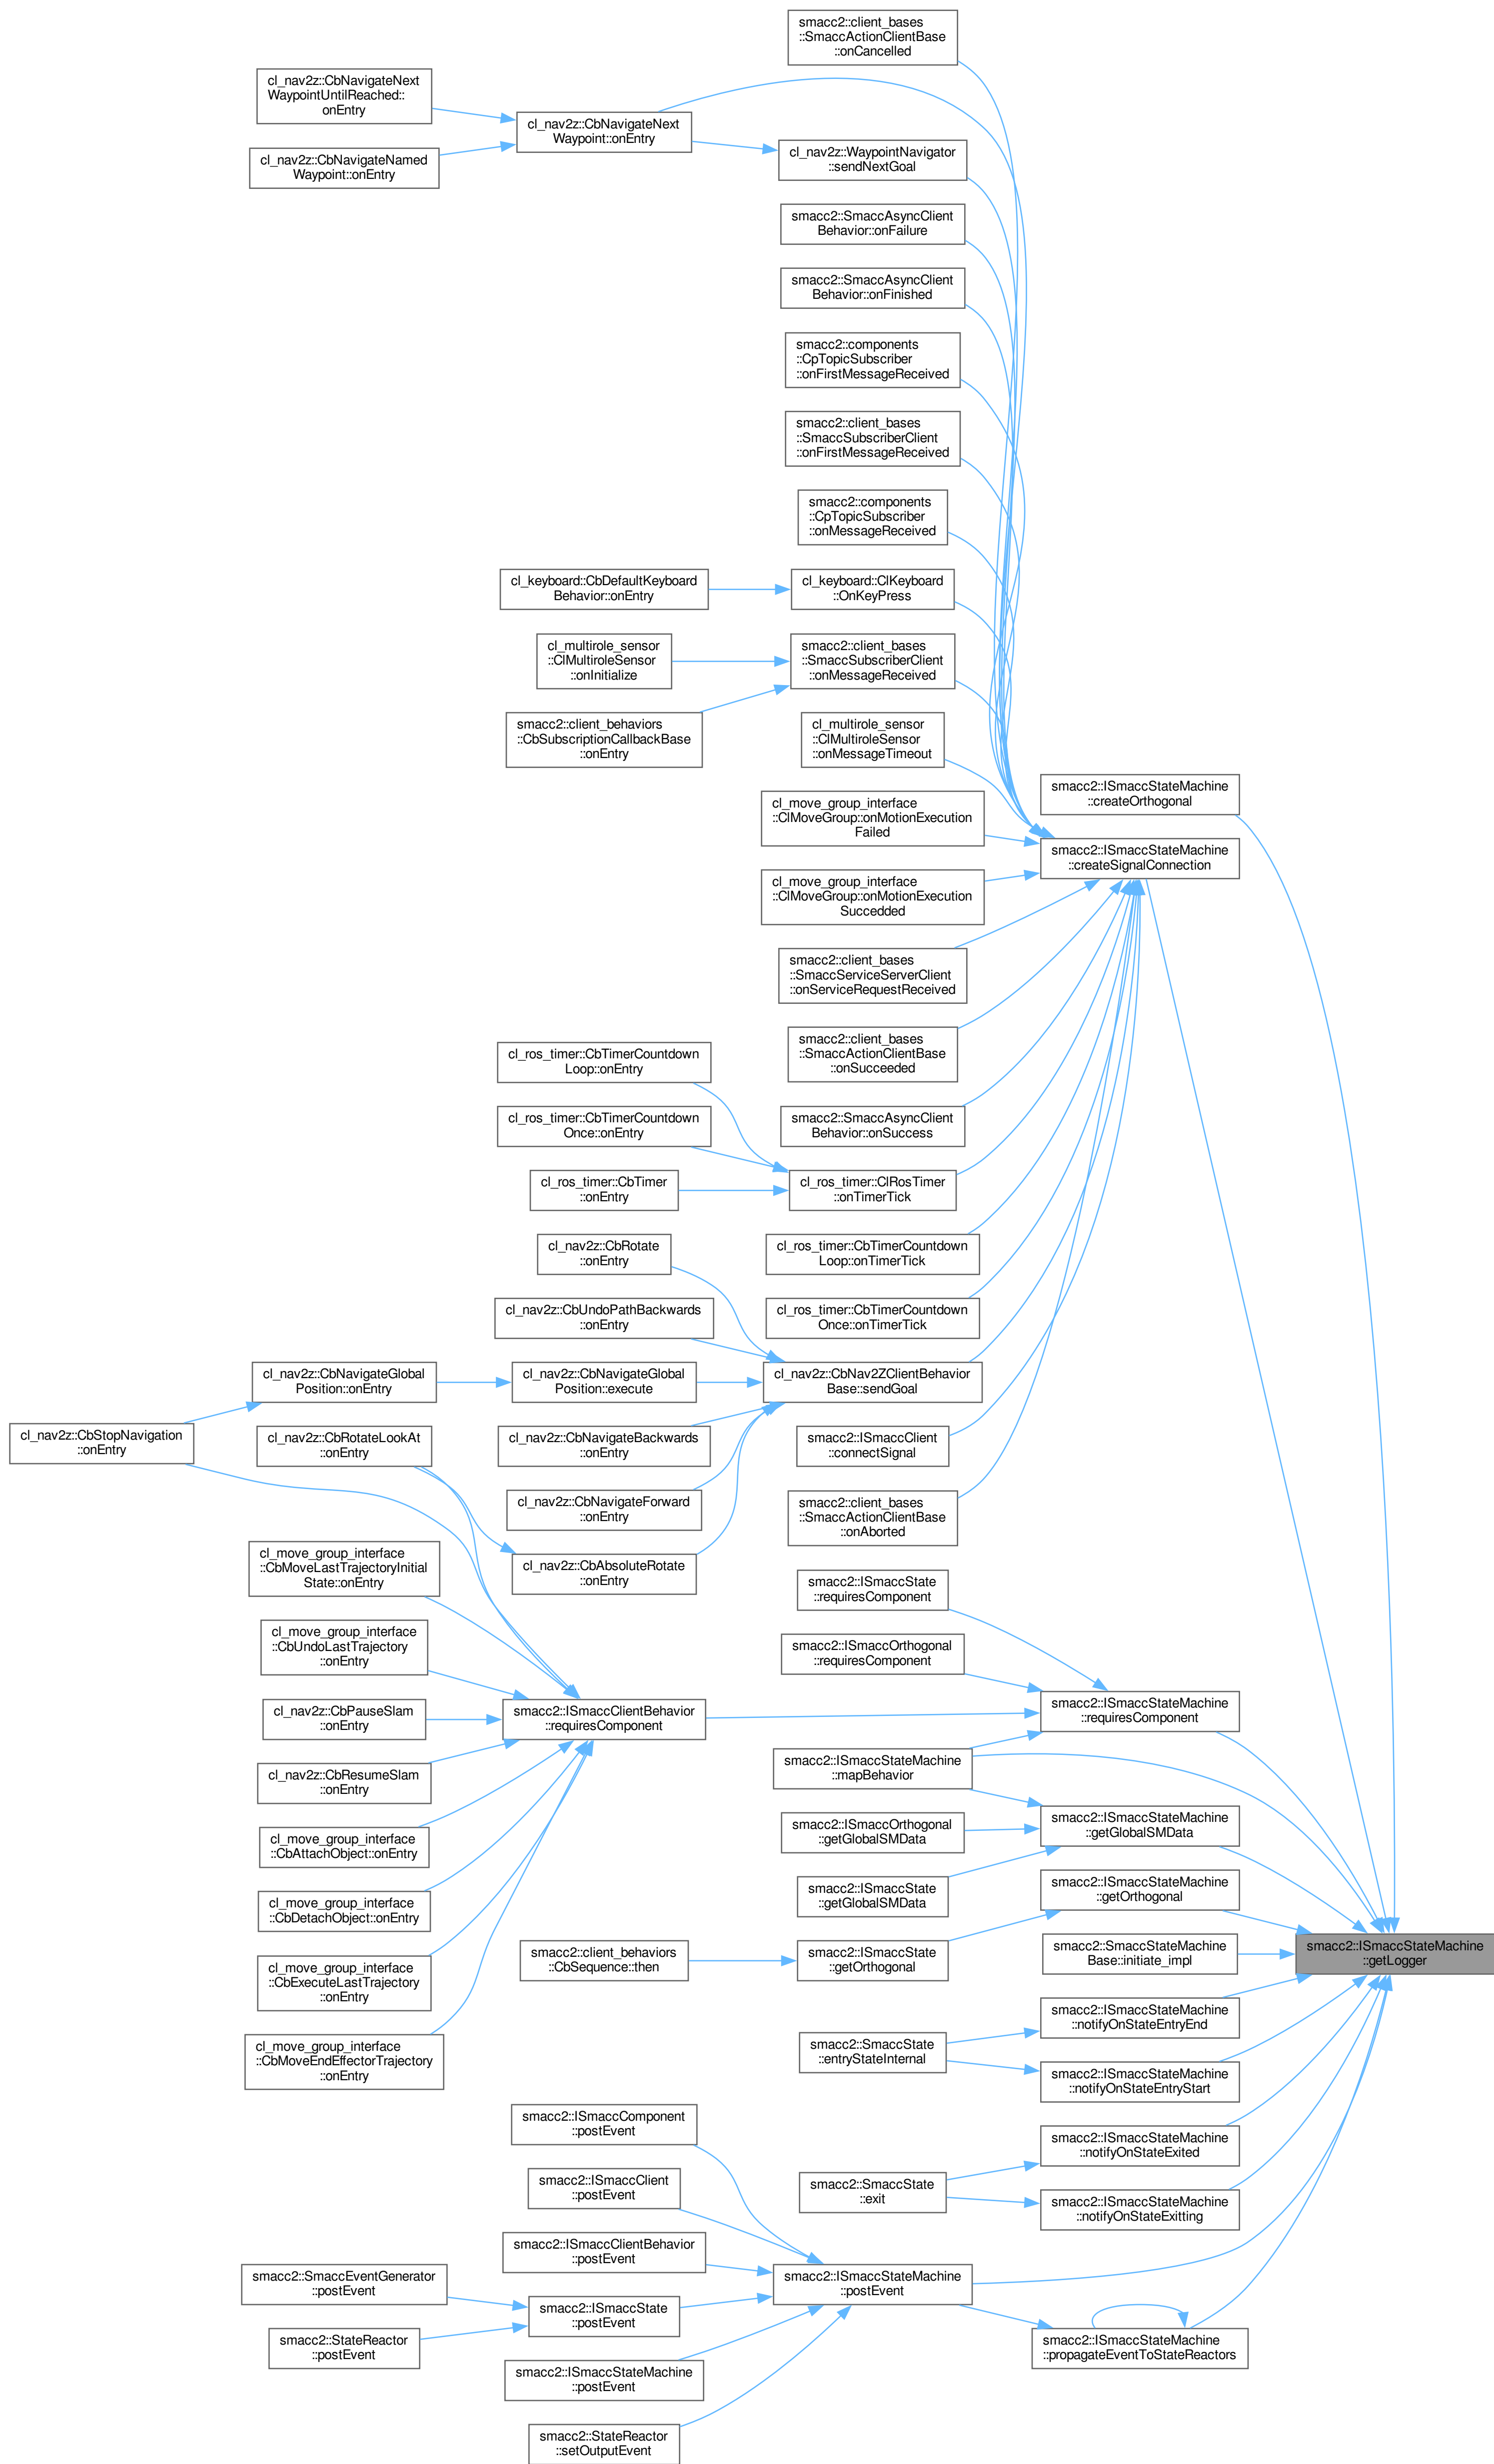 smacc2::client_bases
::SmaccActionClientBase
::onCancelled
cl_nav2z::CbNavigateNext
WaypointUntilReached::
onEntry
cl_nav2z::CbNavigateNext
Waypoint::onEntry
cl_nav2z::CbNavigateNamed
Waypoint::onEntry
cl_nav2z::WaypointNavigator
::sendNextGoal
smacc2::SmaccAsyncClient
Behavior::onFailure
smacc2::SmaccAsyncClient
Behavior::onFinished
smacc2::components
::CpTopicSubscriber
::onFirstMessageReceived
smacc2::client_bases
::SmaccSubscriberClient
::onFirstMessageReceived
smacc2::components
::CpTopicSubscriber
::onMessageReceived
cl_keyboard::CbDefaultKeyboard
Behavior::onEntry
cl_keyboard::ClKeyboard
::OnKeyPress
cl_multirole_sensor
::ClMultiroleSensor
::onInitialize
smacc2::client_bases
::SmaccSubscriberClient
::onMessageReceived
smacc2::client_behaviors
::CbSubscriptionCallbackBase
::onEntry
cl_multirole_sensor
::ClMultiroleSensor
::onMessageTimeout
smacc2::ISmaccStateMachine
::createOrthogonal
cl_move_group_interface
::ClMoveGroup::onMotionExecution
Failed
smacc2::ISmaccStateMachine
::createSignalConnection
cl_move_group_interface
::ClMoveGroup::onMotionExecution
Succedded
smacc2::client_bases
::SmaccServiceServerClient
::onServiceRequestReceived
smacc2::client_bases
::SmaccActionClientBase
::onSucceeded
cl_ros_timer::CbTimerCountdown
Loop::onEntry
cl_ros_timer::CbTimerCountdown
Once::onEntry
smacc2::SmaccAsyncClient
Behavior::onSuccess
cl_ros_timer::CbTimer
::onEntry
cl_ros_timer::ClRosTimer
::onTimerTick
cl_nav2z::CbRotate
::onEntry
cl_ros_timer::CbTimerCountdown
Loop::onTimerTick
cl_nav2z::CbUndoPathBackwards
::onEntry
cl_ros_timer::CbTimerCountdown
Once::onTimerTick
cl_nav2z::CbNavigateGlobal
Position::onEntry
cl_nav2z::CbNavigateGlobal
Position::execute
cl_nav2z::CbNav2ZClientBehavior
Base::sendGoal
cl_nav2z::CbStopNavigation
::onEntry
cl_nav2z::CbRotateLookAt
::onEntry
cl_nav2z::CbNavigateBackwards
::onEntry
smacc2::ISmaccClient
::connectSignal
cl_nav2z::CbNavigateForward
::onEntry
smacc2::client_bases
::SmaccActionClientBase
::onAborted
cl_move_group_interface
::CbMoveLastTrajectoryInitial
State::onEntry
cl_nav2z::CbAbsoluteRotate
::onEntry
smacc2::ISmaccState
::requiresComponent
cl_move_group_interface
::CbUndoLastTrajectory
::onEntry
smacc2::ISmaccOrthogonal
::requiresComponent
cl_nav2z::CbPauseSlam
::onEntry
smacc2::ISmaccClientBehavior
::requiresComponent
smacc2::ISmaccStateMachine
::requiresComponent
cl_nav2z::CbResumeSlam
::onEntry
smacc2::ISmaccStateMachine
::mapBehavior
cl_move_group_interface
::CbAttachObject::onEntry
smacc2::ISmaccOrthogonal
::getGlobalSMData
smacc2::ISmaccStateMachine
::getGlobalSMData
cl_move_group_interface
::CbDetachObject::onEntry
smacc2::ISmaccState
::getGlobalSMData
smacc2::ISmaccStateMachine
::getOrthogonal
cl_move_group_interface
::CbExecuteLastTrajectory
::onEntry
smacc2::client_behaviors
::CbSequence::then
smacc2::ISmaccState
::getOrthogonal
smacc2::SmaccStateMachine
Base::initiate_impl
smacc2::ISmaccStateMachine
::getLogger
cl_move_group_interface
::CbMoveEndEffectorTrajectory
::onEntry
smacc2::SmaccState
::entryStateInternal
smacc2::ISmaccStateMachine
::notifyOnStateEntryEnd
smacc2::ISmaccStateMachine
::notifyOnStateEntryStart
smacc2::ISmaccComponent
::postEvent
smacc2::ISmaccStateMachine
::notifyOnStateExited
smacc2::ISmaccClient
::postEvent
smacc2::SmaccState
::exit
smacc2::ISmaccStateMachine
::notifyOnStateExitting
smacc2::ISmaccClientBehavior
::postEvent
smacc2::SmaccEventGenerator
::postEvent
smacc2::ISmaccState
::postEvent
smacc2::ISmaccStateMachine
::postEvent
smacc2::StateReactor
::postEvent
smacc2::ISmaccStateMachine
::propagateEventToStateReactors
smacc2::ISmaccStateMachine
::postEvent
smacc2::StateReactor
::setOutputEvent